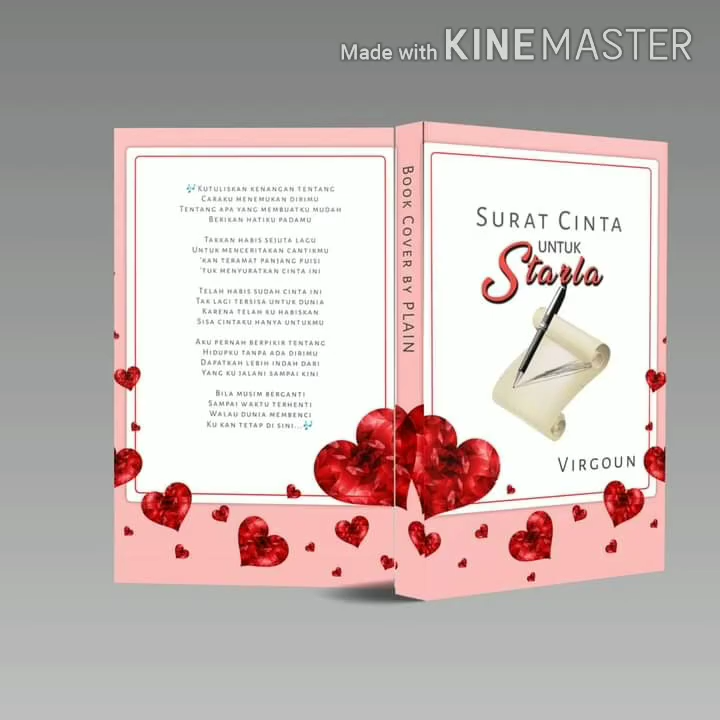 Made with KINEMASTER
🎶KUTULISKAN KENANGAN TENTANG
CARAKU MENEMUKAN DIRIMU
TENTANG APA YANG MEMBUATKU MUDAH
BERIKAN HATIKU PADAMU
TAKKAN HABIS SEJUTA LAGU
UNTUK MENCERITAKAN CANTIKMU
'KAN TERAMAT PANJANG PUISI
'TUK MENYURATKAN CINTA INI
TELAH HABIS SUDAH CINTA INI
TAK LAGI TERSISA UNTUK DUNIA
KARENA TELAH KU HABISKAN
SISA CINTAKU HANYA UNTUKMU
AKU PERNAH BERPIKIR TENTANG
HIDUPKU TANPA ADA DIRIMU
DAPATKAH LEBIH INDAH DARI
YANG KU JALANI SAMPAI KINI
BILA MUSIM BERGANTI
SAMPAI WAKTU TERHENTI
WALAU DUNIA MEMBENCI
KU KAN TETAP DI SINI...🎶
BOOK COVER BY PLAIN
SURAT CINTA
UNTUK
Starla
VIRGOUN